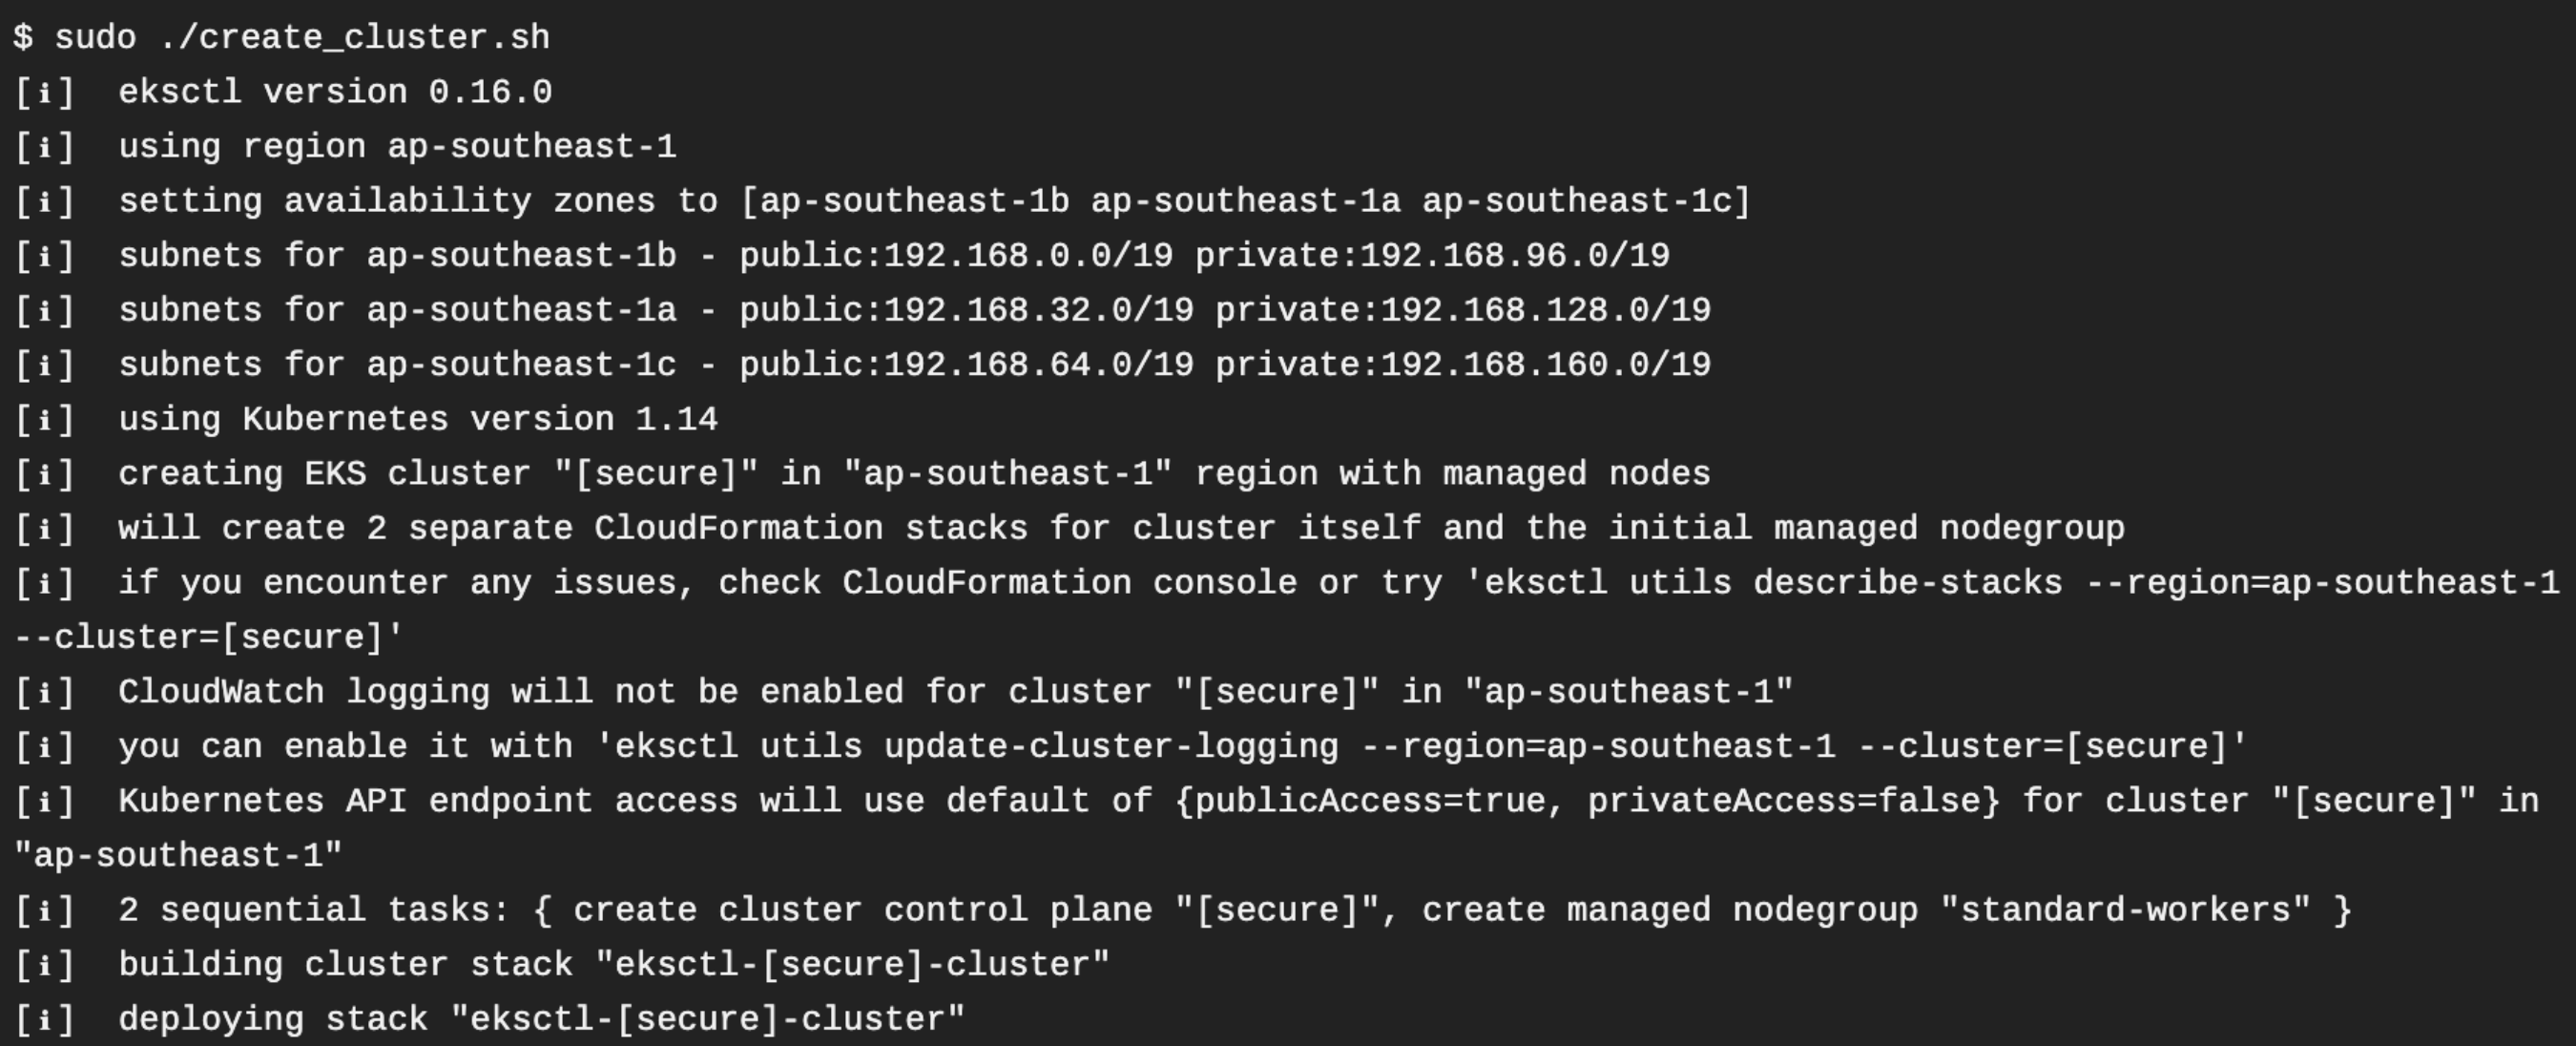 $ sudo ./create_cluster.sh
[ℹ]  eksctl version 0.16.0
[ℹ]  using region ap-southeast-1
[ℹ]  setting availability zones to [ap-southeast-1b ap-southeast-1a ap-southeast-1c]
[ℹ]  subnets for ap-southeast-1b - public:192.168.0.0/19 private:192.168.96.0/19
[ℹ]  subnets for ap-southeast-1a - public:192.168.32.0/19 private:192.168.128.0/19
[ℹ]  subnets for ap-southeast-1c - public:192.168.64.0/19 private:192.168.160.0/19
[ℹ]  using Kubernetes version 1.14
[ℹ]  creating EKS cluster "[secure]" in "ap-southeast-1" region with managed nodes
[ℹ]  will create 2 separate CloudFormation stacks for cluster itself and the initial managed nodegroup
[ℹ]  if you encounter any issues, check CloudFormation console or try 'eksctl utils describe-stacks --region=ap-southeast-1
--cluster=[secure]'
[ℹ]  CloudWatch logging will not be enabled for cluster "[secure]" in "ap-southeast-1"
[ℹ]  you can enable it with 'eksctl utils update-cluster-logging --region=ap-southeast-1 --cluster=[secure]'
[ℹ]  Kubernetes API endpoint access will use default of {publicAccess=true, privateAccess=false} for cluster "[secure]" in
"ap-southeast-1"
[ℹ]  2 sequential tasks: { create cluster control plane "[secure]", create managed nodegroup "standard-workers" }
[ℹ]  building cluster stack "eksctl-[secure]-cluster"
[ℹ]  deploying stack "eksctl-[secure]-cluster"